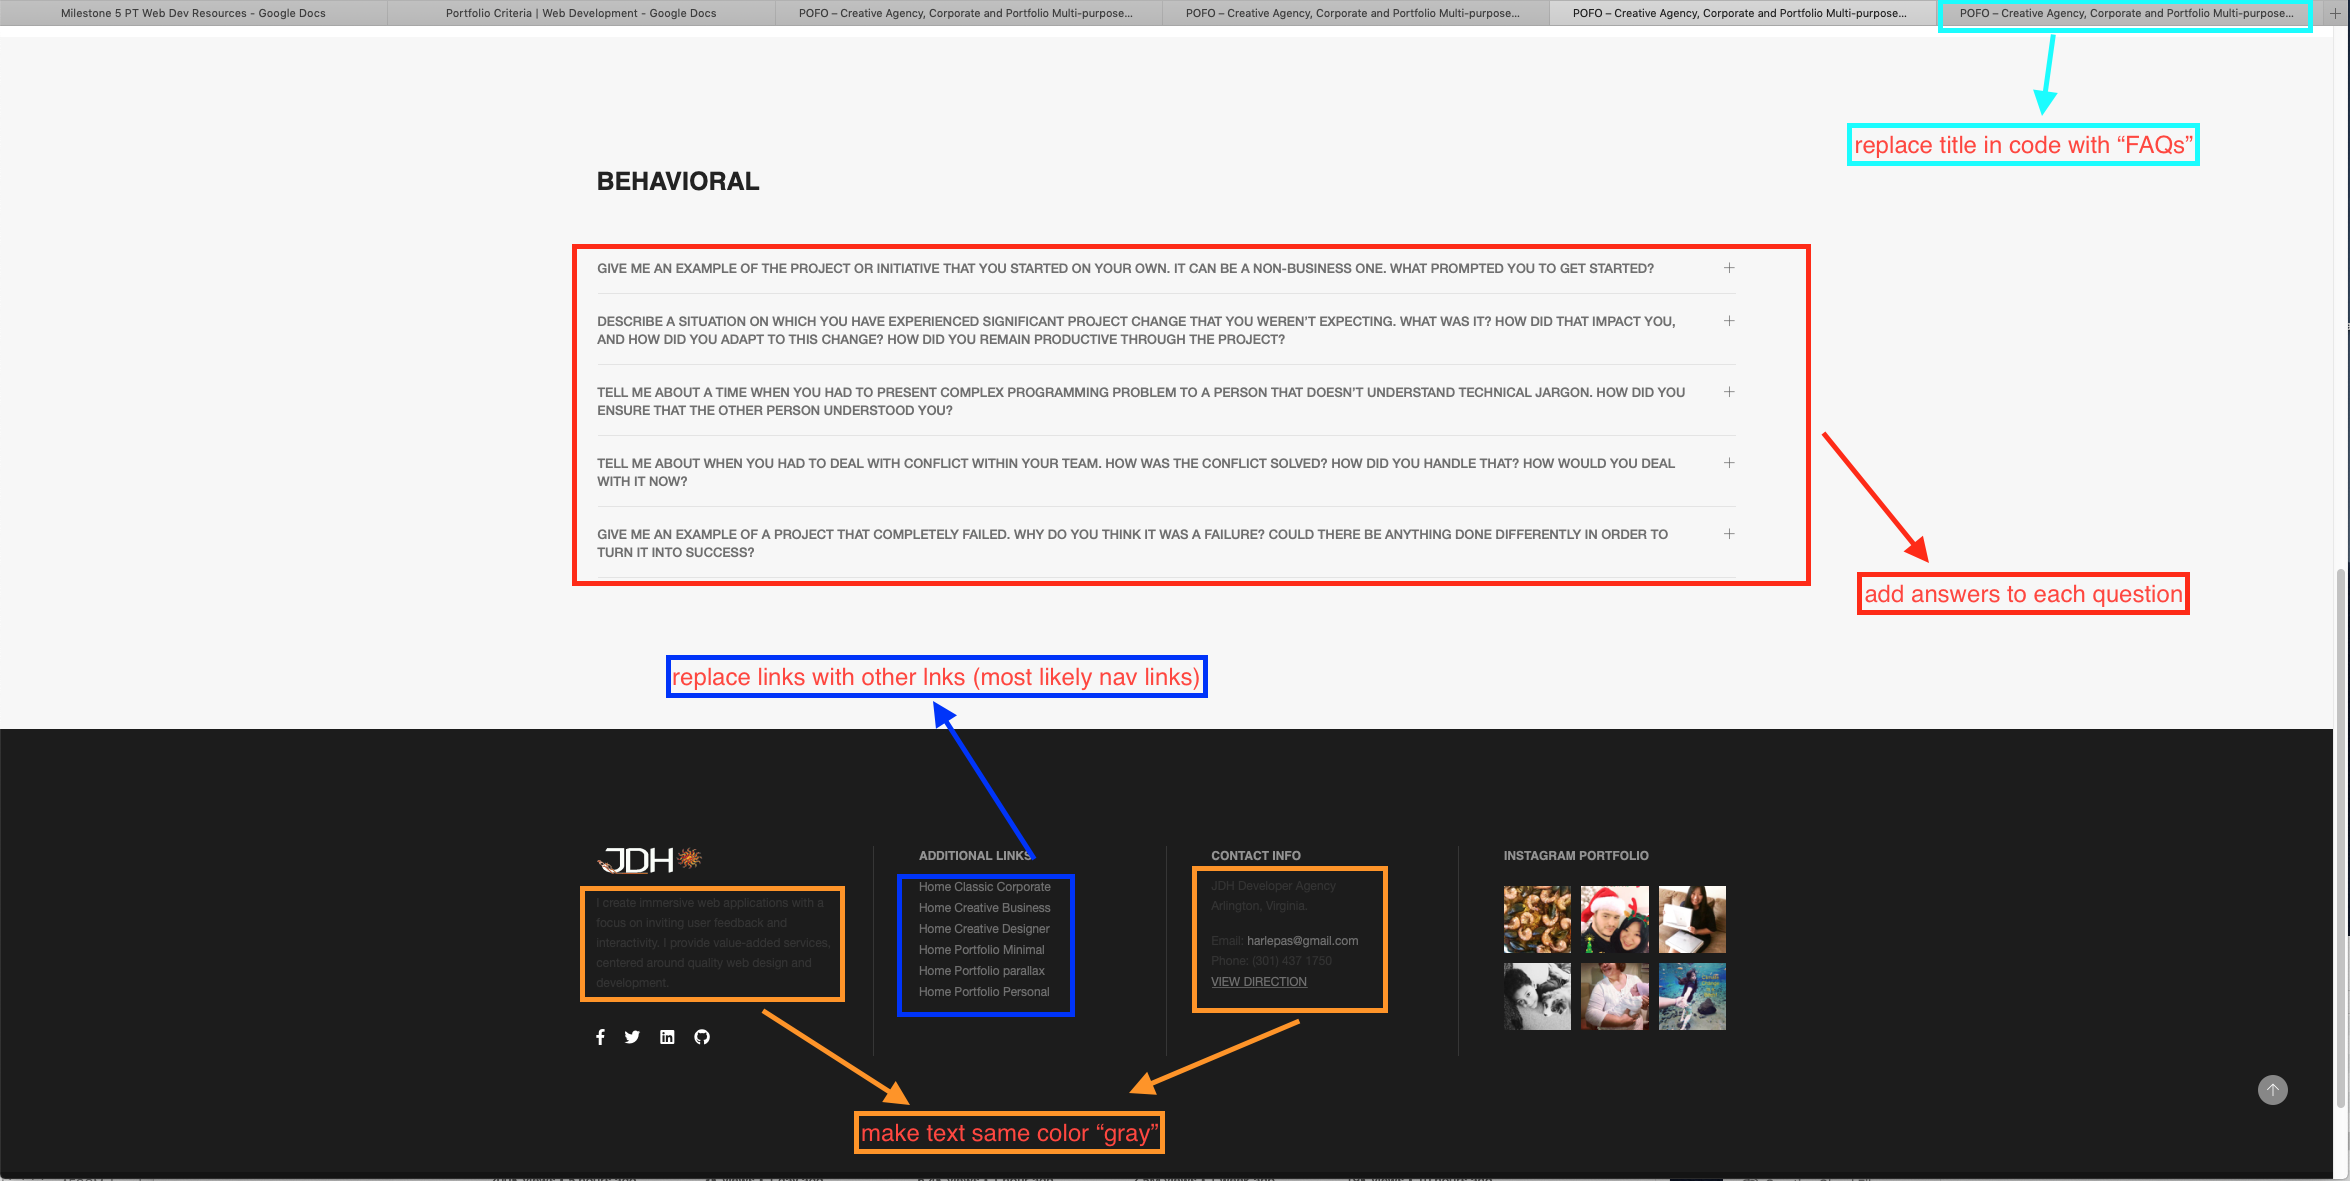 Milestone 5 PT Web Dev Resources - Google Docs
Portfolio Criteria | Web Development - Google Docs
POFO – Creative Agency, Corporate and Portfolio Multi-purpose...
POFO – Creative Agency, Corporate and Portfolio Multi-purpose...
POFO – Creative Agency, Corporate and Portfolio Multi-purpose...
POFO – Creative Agency, Corporate and Portfolio Multi-purpose...
replace title in code with “FAQs”
BEHAVIORAL
GIVE ME AN EXAMPLE OF THE PROJECT OR INITIATIVE THAT YOU STARTED ON YOUR OWN. IT CAN BE A NON-BUSINESS ONE. WHAT PROMPTED YOU TO GET STARTED?
DESCRIBE A SITUATION ON WHICH YOU HAVE EXPERIENCED SIGNIFICANT PROJECT CHANGE THAT YOU WEREN'T EXPECTING. WHAT WAS IT? HOW DID THAT IMPACT YOU,
AND HOW DID YOU ADAPT TO THIS CHANGE? HOW DID YOU REMAIN PRODUCTIVE THROUGH THE PROJECT?
TELL ME ABOUT A TIME WHEN YOU HAD TO PRESENT COMPLEX PROGRAMMING PROBLEM TO A PERSON THAT DOESN'T UNDERSTAND TECHNICAL JARGON. HOW DID YOU
ENSURE THAT THE OTHER PERSON UNDERSTOOD YOU?
TELL ME ABOUT WHEN YOU HAD TO DEAL WITH CONFLICT WITHIN YOUR TEAM. HOW WAS THE CONFLICT SOLVED? HOW DID YOU HANDLE THAT? HOW WOULD YOU DEAL
WITH IT NOW?
GIVE ME AN EXAMPLE OF A PROJECT THAT COMPLETELY FAILED. WHY DO YOU THINK IT WAS A FAILURE? COULD THERE BE ANYTHING DONE DIFFERENTLY IN ORDER TO
TURN IT INTO SUCCESS?
add answers to each question
replace links with other lnks (most likely nav links)
JDH
I create immersive web applications with a
focus on inviting user feedback and
interactivity. I provide value-added services,
centered around quality web design and
development.
ADDITIONAL LINKS
Home Classic Corporate
Home Creative Business
Home Creative Designer
Home Portfolio Minimal
Home Portfolio parallax
Home Portfolio Personal
CONTACT INFO
JDH Developer Agency
Arlington, Virginia.
Email: harlepas@gmail.com
Phone: (301) 437 1750
VIEW DIRECTION
INSTAGRAM PORTFOLIO
make text same color “gray”